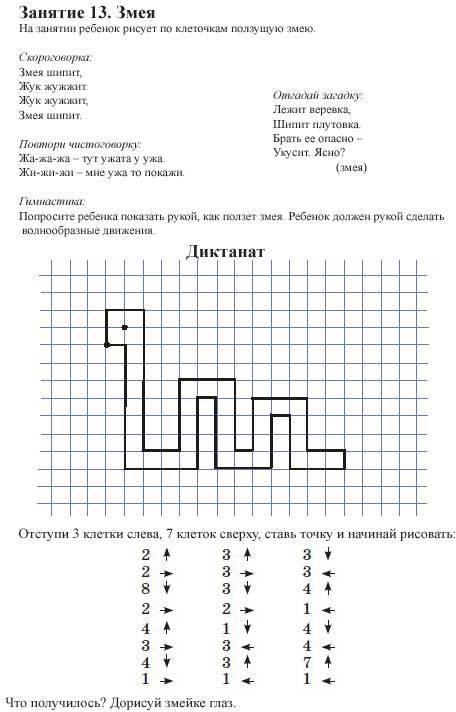 Занятие 13. Змея
На занятии ребенок рисует по клеточкам ползущую змею.
Скороговорка:
Змея шипит,
Жук жужжит.
Жук жужжит,
Змея шипит.
Отгадай загадку:
Лежит веревка,
Шипит плутовка.
Брать ее опасно –
Укусит. Ясно?
(змея)
Повтори чистоговорку:
Жа-жа-жа – тут ужата у ужа.
Жи-жи-жи – мне ужа то покажи.
Гимнастика:
Попросите ребенка показать рукой, как ползет змея. Ребенок должен рукой сделать
волнообразные движения.
Диктанат
Отступи 3 клетки слева, 7 клеток сверху, ставь точку и начинай рисовать:
2 ↑ 3 ↑ 3 ↓
2 → 3 → 3 ←
8 ↓ 3 ↓ 4 ↑
2 → 2 → 1 ←
4 ↑ 1 ↓ 4 ↓
3 → 3 ← 4 ←
4 ↓ 3 ↑ 7 ↑
1 → 1 ← 1 ←
Что получилось? Дорисуй змейке глаз.